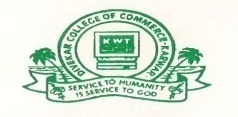 DIVEKAR COLLEGE OF COMMERCE·KARWAR
KWT
SERVICE TO HUMANITY
IS SERVICE TO GOD